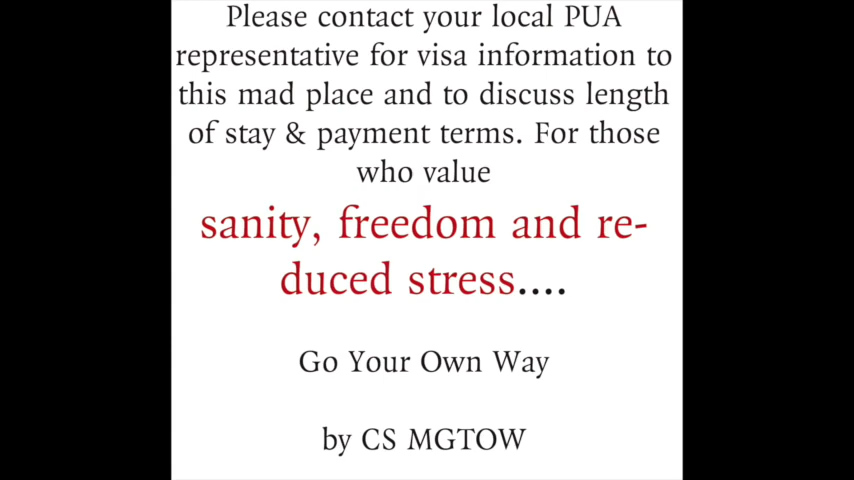 Please contact your local PUA
representative for visa information to
this mad place and to discuss length
of stay & payment terms. For those
who value
sanity, freedom and re-
duced stress....
Go Your Own Way
by CS MGTOW